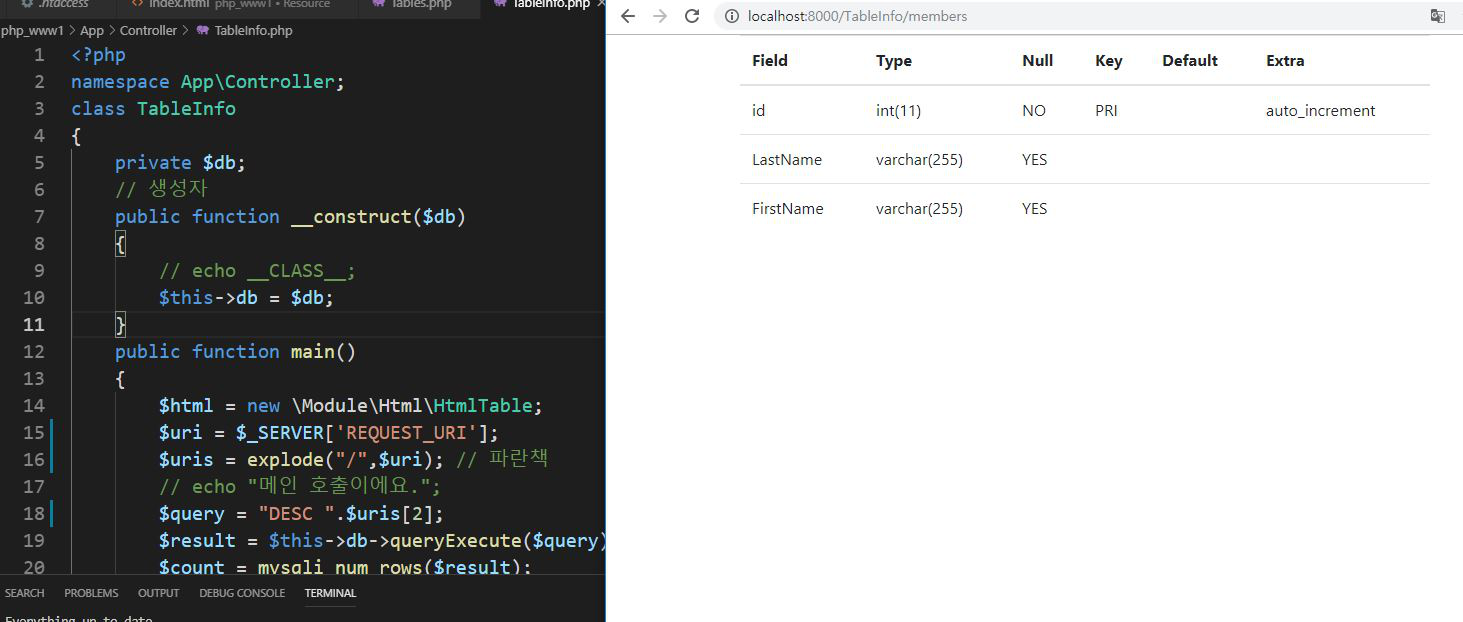 .htaccess
index.html php_www1 • Resource
Tables.php
TableInfo.php
php_www1 > App > Controller > TableInfo.php
1 <?php
2 namespace App\Controller;
3 class TableInfo
4 {
5 private $db;
6 // 생성자
7 public function __construct($db)
8 {
9 // echo __CLASS__;
10 $this->db = $db;
11 }
12 public function main()
13 {
14 $html = new \Module\Html\HtmlTable;
15 $uri = $_SERVER['REQUEST_URI'];
16 $uris = explode("/",$uri); // 파란책
17 // echo "메인 호출이에요.";
18 $query = "DESC ".$uris[2];
19 $result = $this->db->queryExecute($query)
20 $count = mysqli_num_rows($result);
SEARCH PROBLEMS OUTPUT DEBUG CONSOLE TERMINAL
Everything up-to-date
localhost:8000/TableInfo/members
Field Type Null Key Default Extra
id int(11) NO PRI auto_increment
LastName varchar(255) YES
FirstName varchar(255) YES